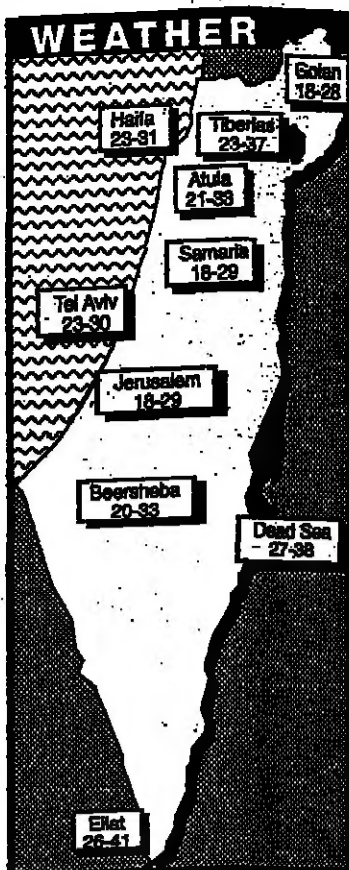 WEATHER
Golan
18-28
Haifa
23-31
Tiberias
23-37
Afula
21-33
Samaria
18-29
Tel Aviv
23-30
Jerusalem
18-29
Beersheba
20-33
Dead Sea
27-38
Eilat
26-41